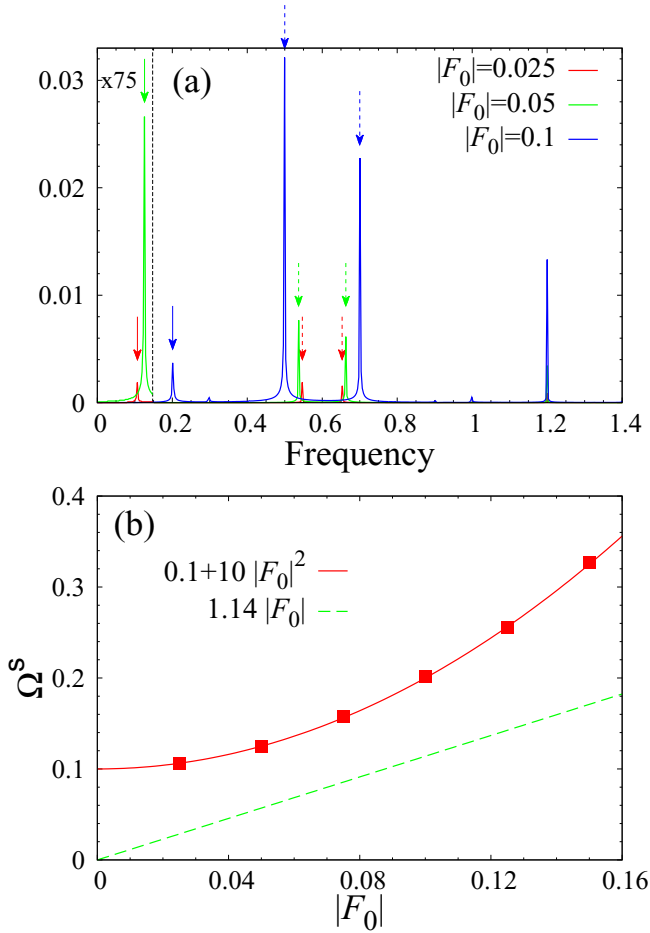 x75
(a)
|F₀|=0.025
|F₀|=0.05
|F₀|=0.1
0.03
0.02
0.01
0
0 0.2 0.4 0.6 0.8 1 1.2 1.4
Frequency
(b)
0.1+10 |F₀|²
1.14 |F₀|
0.4
0.3
0.2
0.1
0
Ωˢ
0 0.04 0.08 0.12 0.16
|F₀|